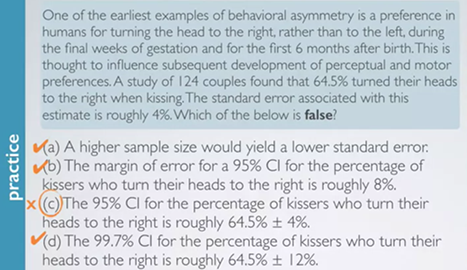 One of the earliest examples of behavioral asymmetry is a preference in
humans for turning the head to the right, rather than to the left, during
the final weeks of gestation and for the first 6 months after birth. This is
thought to influence subsequent development of perceptual and motor
preferences. A study of 124 couples found that 64.5% turned their heads
to the right when kissing. The standard error associated with this
estimate is roughly 4%. Which of the below is false?
practice
(a) A higher sample size would yield a lower standard error.
(b) The margin of error for a 95% CI for the percentage of
kissers who turn their heads to the right is roughly 8%.
(c) The 95% CI for the percentage of kissers who turn their
heads to the right is roughly 64.5% ± 4%.
(d) The 99.7% CI for the percentage of kissers who turn their
heads to the right is roughly 64.5% ± 12%.